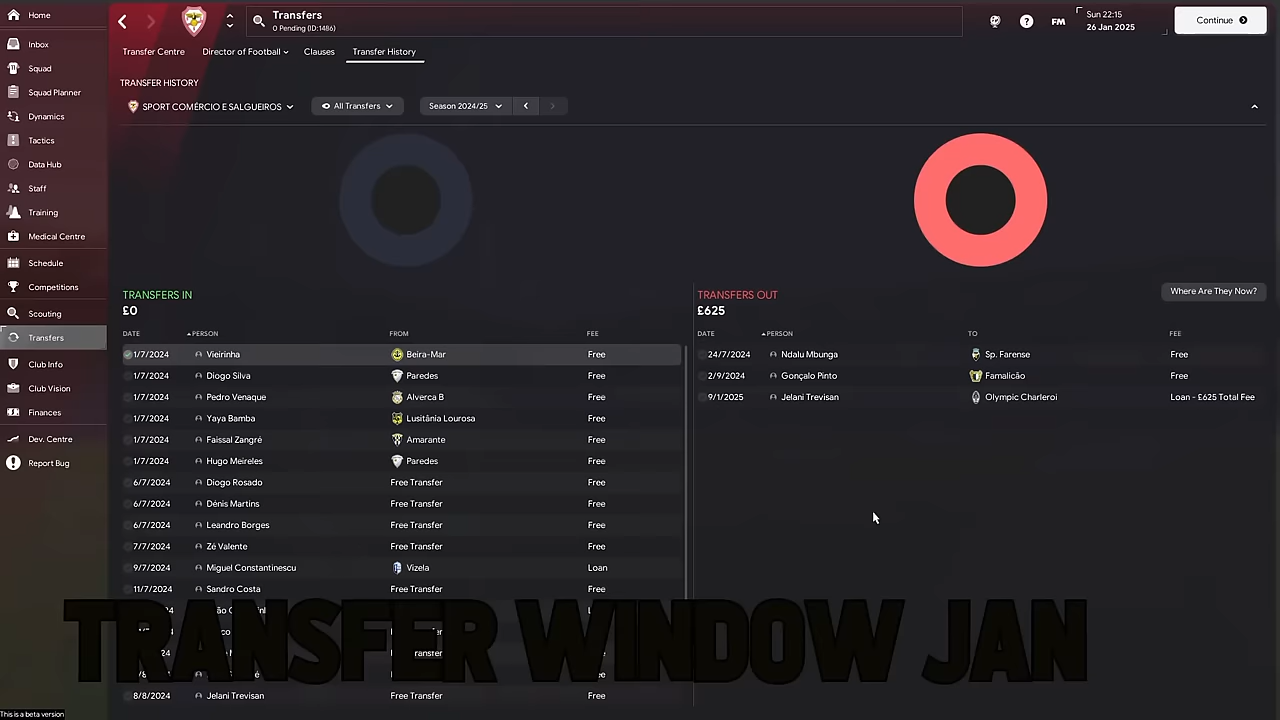 Home
Transfers
0 Pending (ID:1486)
FM
Sun 22:15
26 Jan 2025
Continue
Inbox
Squad
Squad Planner
Dynamics
Tactics
Data Hub
Staff
Training
Medical Centre
Schedule
Competitions
Scouting
Transfers
Club Info
Club Vision
Finances
Dev. Centre
Report Bug
Transfer Centre Director of Football Clauses Transfer History
TRANSFER HISTORY
SPORT COMÉRCIO E SALGUEIROS All Transfers Season 2024/25
TRANSFERS IN
£0
DATE PERSON FROM FEE
1/7/2024 Vieirinha Beira-Mar Free
1/7/2024 Diogo Silva Paredes Free
1/7/2024 Pedro Venaque Alverca B Free
1/7/2024 Yaya Bamba Lusitânia Lourosa Free
1/7/2024 Faissal Zangré Amarante Free
1/7/2024 Hugo Meireles Paredes Free
6/7/2024 Diogo Rosado Free Transfer Free
6/7/2024 Dénis Martins Free Transfer Free
6/7/2024 Leandro Borges Free Transfer Free
7/7/2024 Zé Valente Free Transfer Free
9/7/2024 Miguel Constantinescu Vizela Loan
11/7/2024 Sandro Costa Free Transfer Free
8/8/2024 Jelani Trevisan Free Transfer Free
TRANSFERS OUT
£625
Where Are They Now?
DATE PERSON TO FEE
24/7/2024 Ndalu Mbunga Sp. Farense Free
2/9/2024 Gonçalo Pinto Famalicão Free
9/1/2025 Jelani Trevisan Olympic Charleroi Loan - £625 Total Fee
TRANSFER WINDOW JAN
This is a beta version